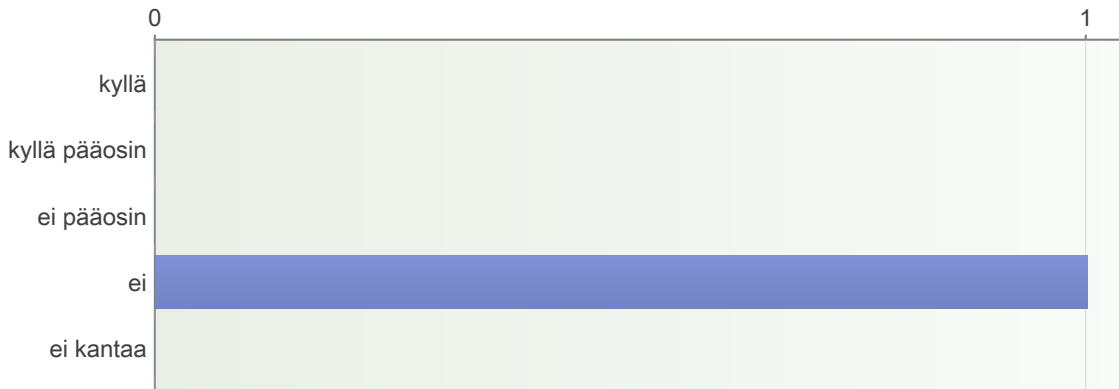 0 1
kyllä
kyllä pääosin
ei pääosin
ei
ei kantaa